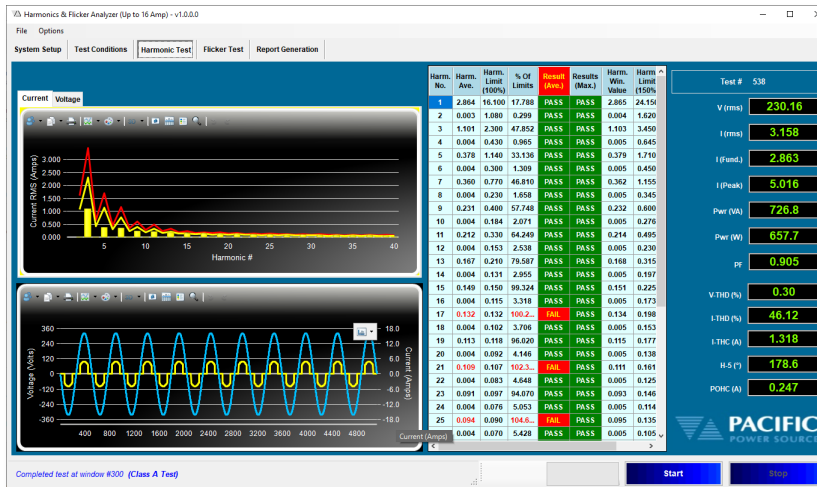 Harmonics & Flicker Analyzer (Up to 16 Amp) - v1.0.0.0
File Options
System Setup Test Conditions Harmonic Test Flicker Test Report Generation
Current Voltage
Current RMS (Amps)
3.000
2.500
2.000
1.500
1.000
0.500
0.000
5 10 15 20 25 30 35 40
Harmonic #
Voltage (Volts)
360 18.0
240 12.0
120 6.0
0 0.0
-120 -6.0
-240 -12.0
-360 -18.0
Current (Amps)
400 800 1200 1600 2000 2400 2800 3200 3600 4000 4400 4800
Current (Amps)
Harm. No. Harm. Ave. Harm. Limit (100%) % Of Limits Result (Ave.) Results (Max.) Harm. Win. Value Harm. Limit (150%
1 2.864 16.100 17.788 PASS PASS 2.865 24.150
2 0.003 1.080 0.299 PASS PASS 0.004 1.620
3 1.101 2.300 47.852 PASS PASS 1.103 3.450
4 0.004 0.430 0.965 PASS PASS 0.005 0.645
5 0.378 1.140 33.136 PASS PASS 0.379 1.710
6 0.004 0.300 1.309 PASS PASS 0.005 0.450
7 0.360 0.770 46.810 PASS PASS 0.362 1.155
8 0.004 0.230 1.658 PASS PASS 0.005 0.345
9 0.231 0.400 57.748 PASS PASS 0.232 0.600
10 0.004 0.184 2.071 PASS PASS 0.005 0.276
11 0.212 0.330 64.249 PASS PASS 0.214 0.495
12 0.004 0.153 2.538 PASS PASS 0.005 0.230
13 0.167 0.210 79.587 PASS PASS 0.168 0.315
14 0.004 0.131 2.955 PASS PASS 0.005 0.197
15 0.149 0.150 99.324 PASS PASS 0.151 0.225
16 0.004 0.115 3.318 PASS PASS 0.005 0.173
17 0.132 0.132 100.2... FAIL PASS 0.134 0.198
18 0.004 0.102 3.706 PASS PASS 0.005 0.153
19 0.113 0.118 96.020 PASS PASS 0.115 0.177
20 0.004 0.092 4.146 PASS PASS 0.005 0.138
21 0.109 0.107 102.3... FAIL PASS 0.111 0.161
22 0.004 0.083 4.648 PASS PASS 0.005 0.125
23 0.091 0.097 94.070 PASS PASS 0.093 0.146
24 0.004 0.076 5.053 PASS PASS 0.005 0.114
25 0.094 0.090 104.6... FAIL PASS 0.095 0.135
0.004 0.070 5.428 PASS PASS 0.005 0.105
Test # 538
V (rms) 230.16
I (rms) 3.158
I (Fund.) 2.863
I (Peak) 5.016
Pwr (VA) 726.8
Pwr (W) 657.7
PF 0.905
V-THD (%) 0.30
I-THD (%) 46.12
I-THC (A) 1.318
H-5 (°) 178.6
POHC (A) 0.247
PACIFIC
POWER SOURC
Completed test at window #300 (Class A Test)
Start Stop